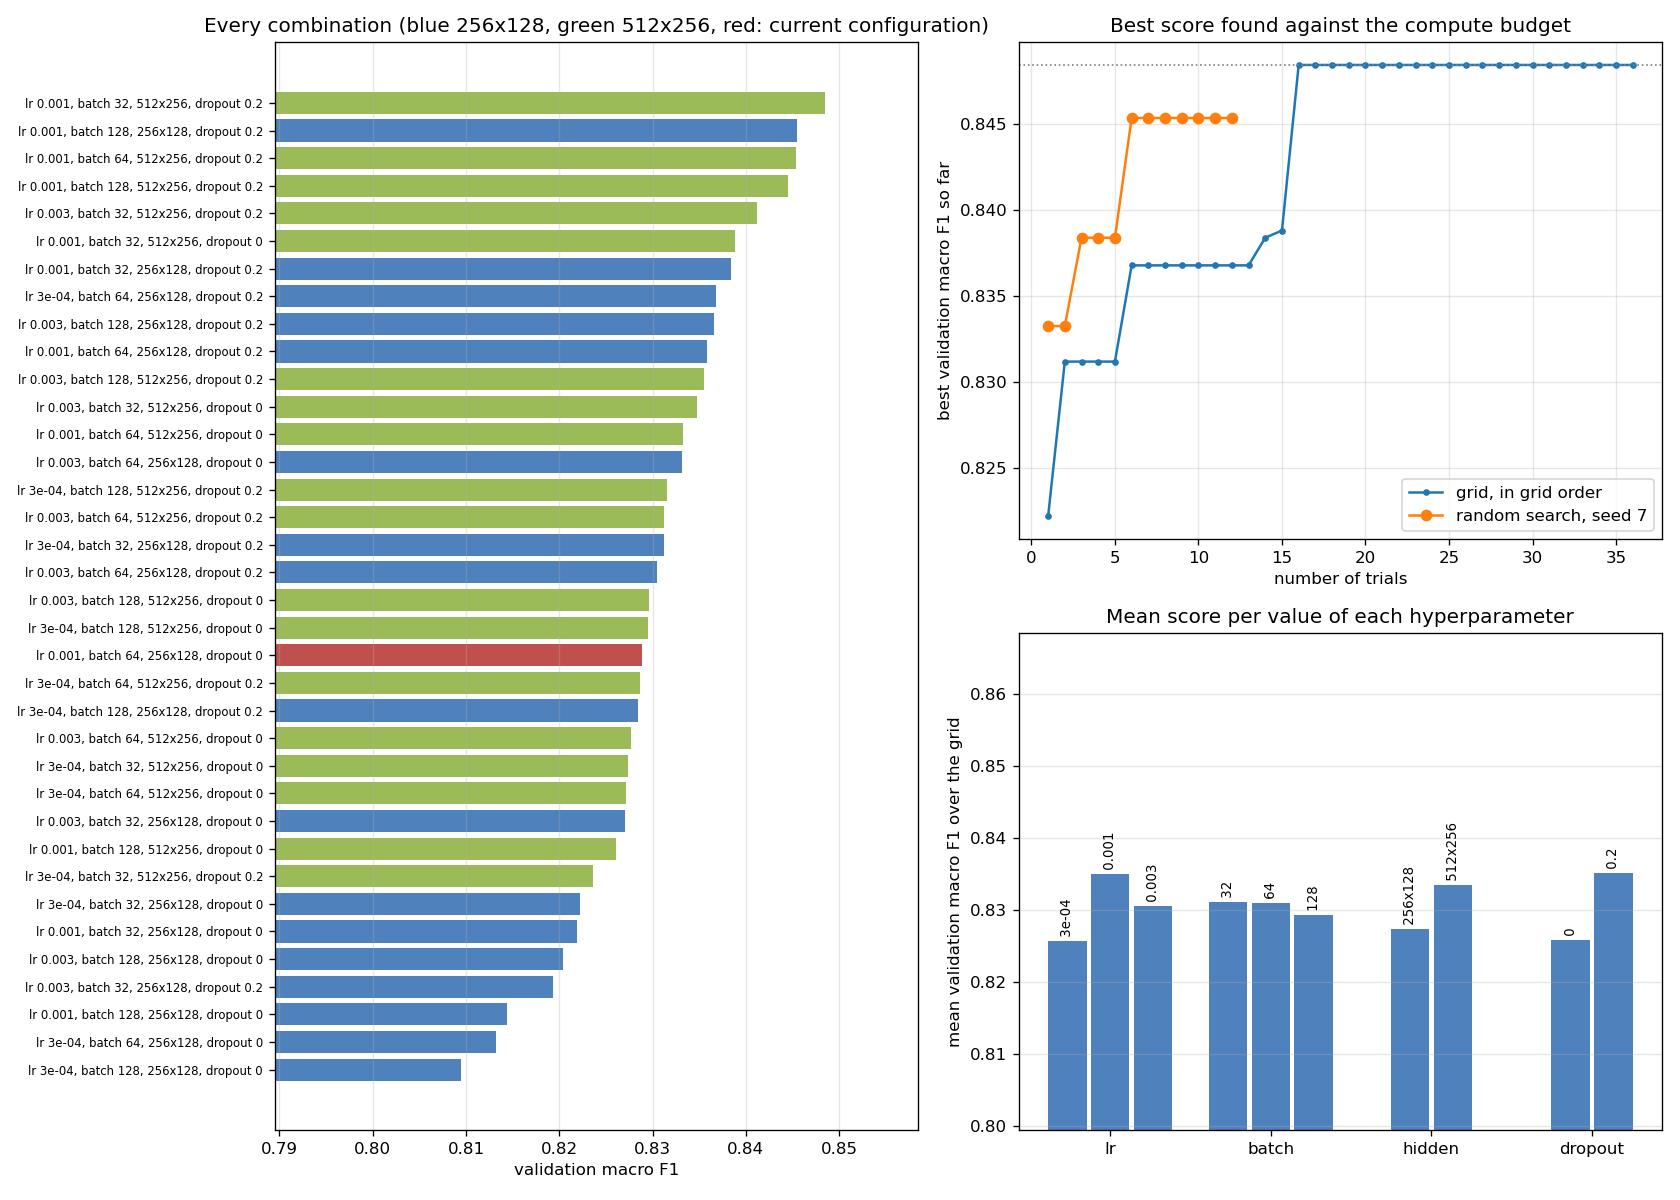 Every combination (blue 256x128, green 512x256, red: current configuration)
lr 0.001, batch 32, 512x256, dropout 0.2
lr 0.001, batch 128, 256x128, dropout 0.2
lr 0.001, batch 64, 512x256, dropout 0.2
lr 0.001, batch 128, 512x256, dropout 0.2
lr 0.003, batch 32, 512x256, dropout 0.2
lr 0.001, batch 32, 512x256, dropout 0
lr 0.001, batch 32, 256x128, dropout 0.2
lr 3e-04, batch 64, 256x128, dropout 0.2
lr 0.003, batch 128, 256x128, dropout 0.2
lr 0.001, batch 64, 256x128, dropout 0.2
lr 0.003, batch 128, 512x256, dropout 0.2
lr 0.003, batch 32, 512x256, dropout 0
lr 0.001, batch 64, 512x256, dropout 0
lr 0.003, batch 64, 256x128, dropout 0
lr 3e-04, batch 128, 512x256, dropout 0.2
lr 0.003, batch 64, 512x256, dropout 0.2
lr 3e-04, batch 32, 256x128, dropout 0.2
lr 0.003, batch 64, 256x128, dropout 0.2
lr 0.003, batch 128, 512x256, dropout 0
lr 3e-04, batch 128, 512x256, dropout 0
lr 0.001, batch 64, 256x128, dropout 0
lr 3e-04, batch 64, 512x256, dropout 0.2
lr 3e-04, batch 128, 256x128, dropout 0.2
lr 0.003, batch 64, 512x256, dropout 0
lr 3e-04, batch 32, 512x256, dropout 0
lr 3e-04, batch 64, 512x256, dropout 0
lr 0.003, batch 32, 256x128, dropout 0
lr 0.001, batch 128, 512x256, dropout 0
lr 3e-04, batch 32, 512x256, dropout 0.2
lr 3e-04, batch 32, 256x128, dropout 0
lr 0.001, batch 32, 256x128, dropout 0
lr 0.003, batch 128, 256x128, dropout 0
lr 0.003, batch 32, 256x128, dropout 0.2
lr 0.001, batch 128, 256x128, dropout 0
lr 3e-04, batch 64, 256x128, dropout 0
lr 3e-04, batch 128, 256x128, dropout 0
0.79 0.80 0.81 0.82 0.83 0.84 0.85
validation macro F1
Best score found against the compute budget
best validation macro F1 so far
0.845
0.840
0.835
0.830
0.825
grid, in grid order
random search, seed 7
0 5 10 15 20 25 30 35
number of trials
Mean score per value of each hyperparameter
mean validation macro F1 over the grid
0.86
0.85
0.84
0.83
0.82
0.81
0.80
3e-04
0.001
0.003
32
64
128
256x128
512x256
0
0.2
lr batch hidden dropout